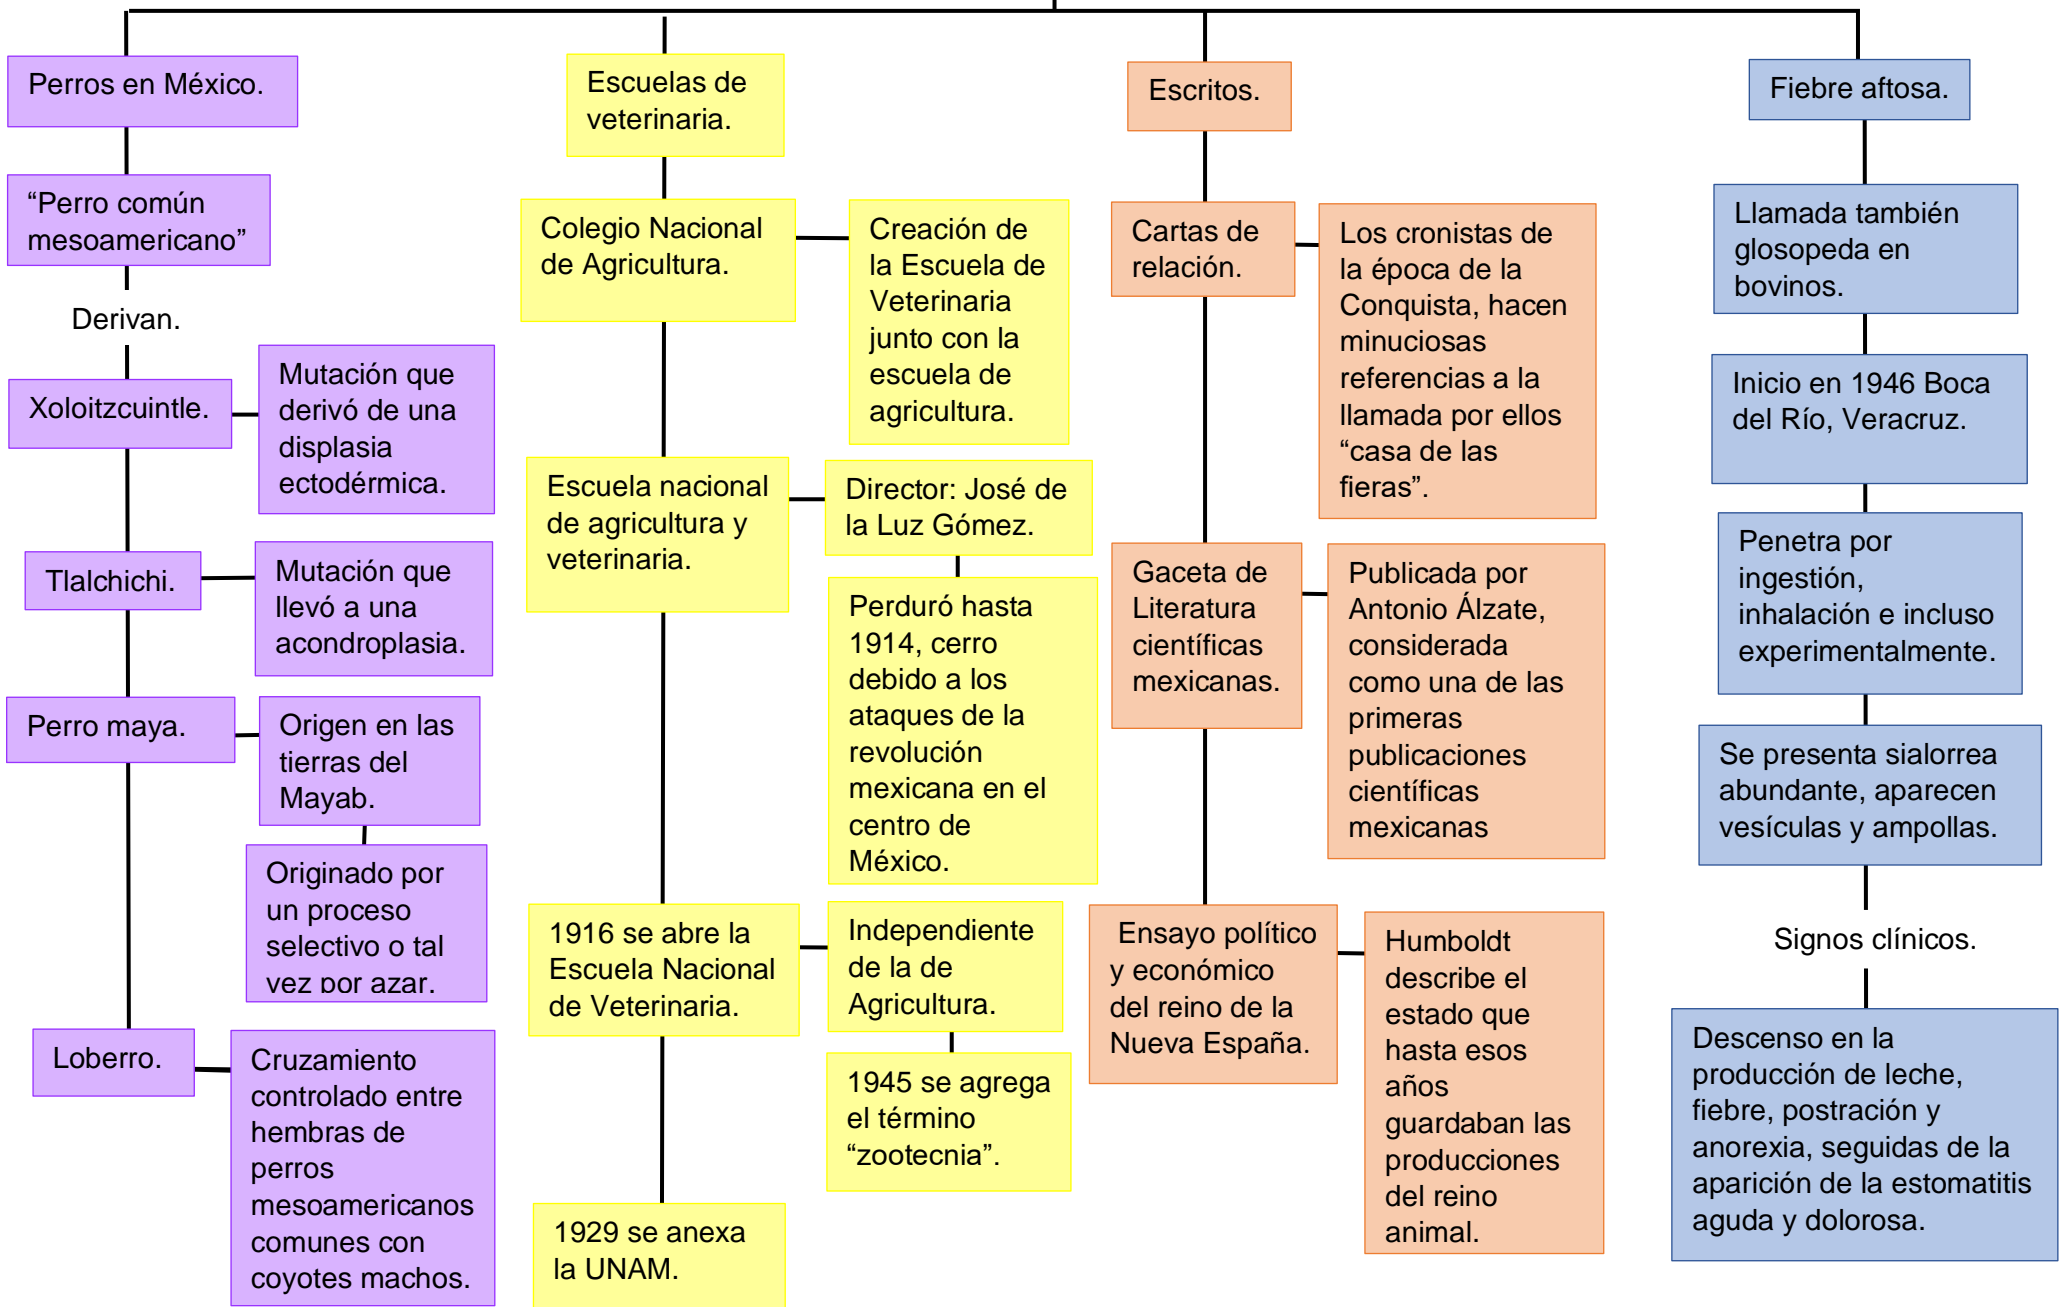 Perros en México.
“Perro común
mesoamericano”
Derivan.
Xoloitzcuintle.
Mutación que
derivó de una
displasia
ectodérmica.
Tlalchichi.
Mutación que
llevó a una
acondroplasia.
Perro maya.
Origen en las
tierras del
Mayab.
Originado por
un proceso
selectivo o tal
vez por azar.
Loberro.
Cruzamiento
controlado entre
hembras de
perros
mesoamericanos
comunes con
coyotes machos.
Escuelas de
veterinaria.
Colegio Nacional
de Agricultura.
Creación de
la Escuela de
Veterinaria
junto con la
escuela de
agricultura.
Escuela nacional
de agricultura y
veterinaria.
Director: José de
la Luz Gómez.
Perduró hasta
1914, cerro
debido a los
ataques de la
revolución
mexicana en el
centro de
México.
1916 se abre la
Escuela Nacional
de Veterinaria.
Independiente
de la de
Agricultura.
1945 se agrega
el término
“zootecnia”.
1929 se anexa
la UNAM.
Escritos.
Cartas de
relación.
Los cronistas de
la época de la
Conquista, hacen
minuciosas
referencias a la
llamada por ellos
“casa de las
fieras”.
Gaceta de
Literatura
científicas
mexicanas.
Publicada por
Antonio Álzate,
considerada
como una de las
primeras
publicaciones
científicas
mexicanas
Ensayo político
y económico
del reino de la
Nueva España.
Humboldt
describe el
estado que
hasta esos
años
guardaban las
producciones
del reino
animal.
Fiebre aftosa.
Llamada también
glosopeda en
bovinos.
Inicio en 1946 Boca
del Río, Veracruz.
Penetra por
ingestión,
inhalación e incluso
experimentalmente.
Se presenta sialorrea
abundante, aparecen
vesículas y ampollas.
Signos clínicos.
Descenso en la
producción de leche,
fiebre, postración y
anorexia, seguidas de la
aparición de la estomatitis
aguda y dolorosa.